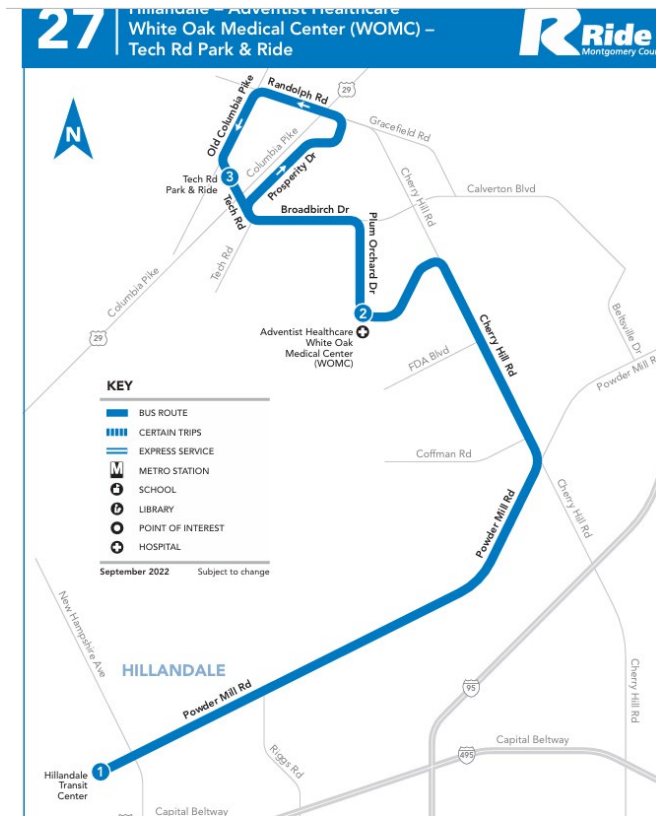 27
Hillandale – Adventist Healthcare
White Oak Medical Center (WOMC) –
Tech Rd Park & Ride
Ride
Montgomery Cou
N
29
Randolph Rd
Old Columbia Pike
Columbia Pike
Gracefield Rd
Prosperity Dr
3
Tech Rd
Park & Ride
Tech Rd
Broadbirch Dr
Cherry Hill Rd
Calverton Blvd
Plum Orchard Dr
Tech Rd
Columbia Pike
29
2
Adventist Healthcare
White Oak
Medical Center
(WOMC)
Cherry Hill Rd
FDA Blvd
Beltsville Dr
Powder Mill R
KEY
BUS ROUTE
CERTAIN TRIPS
EXPRESS SERVICE
M METRO STATION
SCHOOL
LIBRARY
POINT OF INTEREST
HOSPITAL
September 2022 Subject to change
Coffman Rd
Cherry Hill Rd
Powder Mill Rd
New Hampshire Ave
HILLANDALE
Powder Mill Rd
95
Cherry Hill Rd
1
Hillandale
Transit
Center
Riggs Rd
495
Capital Beltway
Capital Beltway